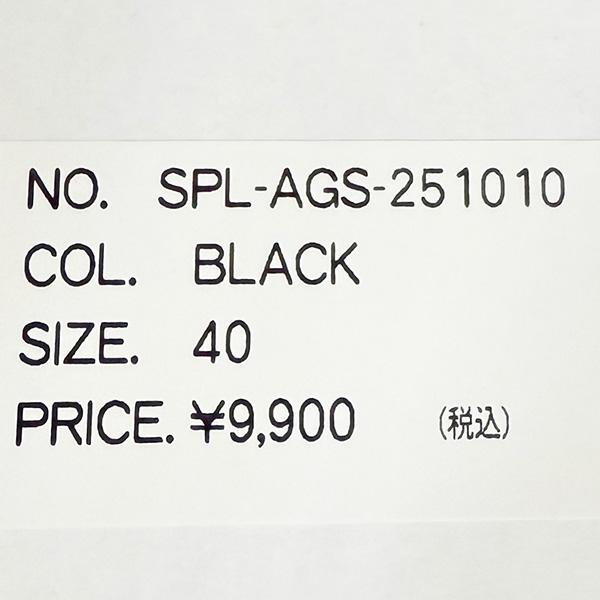 NO. SPL-AGS-251010
COL. BLACK
SIZE. 40
PRICE. ¥9,900 (税込)